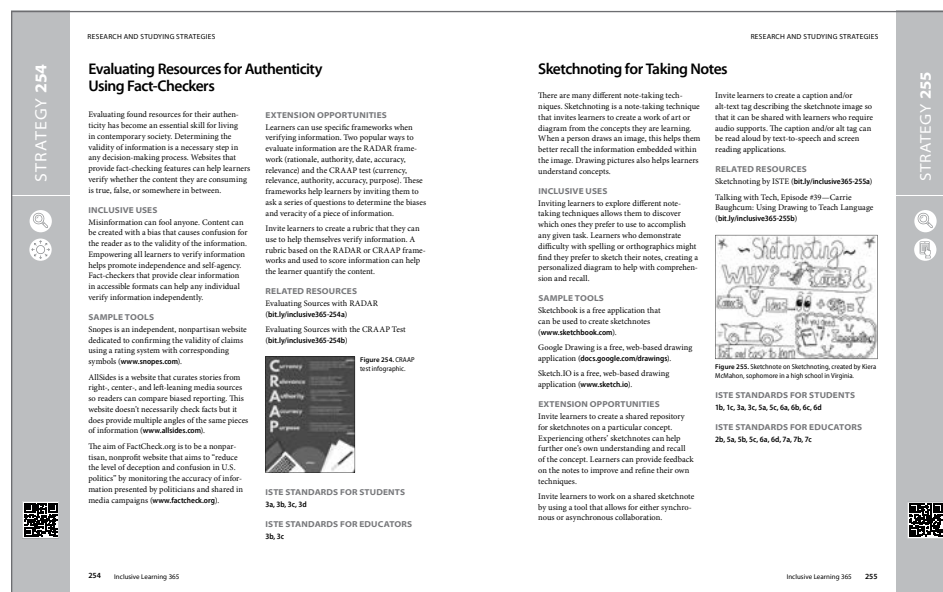 RESEARCH AND STUDYING STRATEGIES
STRATEGY 254
Evaluating Resources for Authenticity
Using Fact-Checkers
Evaluating found resources for their authen-
ticity has become an essential skill for living
in contemporary society. Determining the
validity of information is a necessary step in
any decision-making process. Websites that
provide fact-checking features can help learners
verify whether the content they are consuming
is true, false, or somewhere in between.
INCLUSIVE USES
Misinformation can fool anyone. Content can
be created with a bias that causes confusion for
the reader as to the validity of the information.
Empowering all learners to verify information
helps promote independence and self-agency.
Fact-checkers that provide clear information
in accessible formats can help any individual
verify information independently.
SAMPLE TOOLS
Snopes is an independent, nonpartisan website
dedicated to confirming the validity of claims
using a rating system with corresponding
symbols (www.snopes.com).
AllSides is a website that curates stories from
right-, center-, and left-leaning media sources
so readers can compare biased reporting. This
website doesn't necessarily check facts but it
does provide multiple angles of the same pieces
of information (www.allsides.com).
The aim of FactCheck.org is to be a nonpar-
tisan, nonprofit website that aims to "reduce
the level of deception and confusion in U.S.
politics" by monitoring the accuracy of infor-
mation presented by politicians and shared in
media campaigns (www.factcheck.org).
EXTENSION OPPORTUNITIES
Learners can use specific frameworks when
verifying information. Two popular ways to
evaluate information are the RADAR frame-
work (rationale, authority, date, accuracy,
relevance) and the CRAAP test (currency,
relevance, authority, accuracy, purpose). These
frameworks help learners by inviting them to
ask a series of questions to determine the biases
and veracity of a piece of information.
Invite learners to create a rubric that they can
use to help themselves verify information. A
rubric based on the RADAR or CRAAP frame-
works and used to score information can help
the learner quantify the content.
RELATED RESOURCES
Evaluating Sources with RADAR
(bit.ly/inclusive365-254a)
Evaluating Sources with the CRAAP Test
(bit.ly/inclusive365-254b)
Currency
Relevance
Authority
Accuracy
Purpose
Figure 254. CRAAP
test infographic.
ISTE STANDARDS FOR STUDENTS
3a, 3b, 3c, 3d
ISTE STANDARDS FOR EDUCATORS
3b, 3c
254 Inclusive Learning 365
RESEARCH AND STUDYING STRATEGIES
STRATEGY 255
Sketchnoting for Taking Notes
There are many different note-taking tech-
niques. Sketchnoting is a note-taking technique
that invites learners to create a work of art or
diagram from the concepts they are learning.
When a person draws an image, this helps them
better recall the information embedded within
the image. Drawing pictures also helps learners
understand concepts.
INCLUSIVE USES
Inviting learners to explore different note-
taking techniques allows them to discover
which ones they prefer to use to accomplish
any given task. Learners who demonstrate
difficulty with spelling or orthographics might
find they prefer to sketch their notes, creating a
personalized diagram to help with comprehen-
sion and recall.
SAMPLE TOOLS
Sketchbook is a free application that
can be used to create sketchnotes
(www.sketchbook.com).
Google Drawing is a free, web-based drawing
application (docs.google.com/drawings).
Sketch.IO is a free, web-based drawing
application (www.sketch.io).
EXTENSION OPPORTUNITIES
Invite learners to create a shared repository
for sketchnotes on a particular concept.
Experiencing others' sketchnotes can help
further one's own understanding and recall
of the concept. Learners can provide feedback
on the notes to improve and refine their own
techniques.
Invite learners to work on a shared sketchnote
by using a tool that allows for either synchro-
nous or asynchronous collaboration.
Invite learners to create a caption and/or
alt-text tag describing the sketchnote image so
that it can be shared with learners who require
audio supports. The caption and/or alt tag can
be read aloud by text-to-speech and screen
reading applications.
RELATED RESOURCES
Sketchnoting by ISTE (bit.ly/inclusive365-255a)
Talking with Tech, Episode #39—Carrie
Baughcum: Using Drawing to Teach Language
(bit.ly/inclusive365-255b)
Sketchnoting
WHY?
Fast and Easy to learn
Figure 255. Sketchnote on Sketchnoting, created by Kiera
McMahon, sophomore in a high school in Virginia.
ISTE STANDARDS FOR STUDENTS
1b, 1c, 3a, 3c, 5a, 5c, 6a, 6b, 6c, 6d
ISTE STANDARDS FOR EDUCATORS
2b, 5a, 5b, 5c, 6a, 6d, 7a, 7b, 7c
Inclusive Learning 365 255